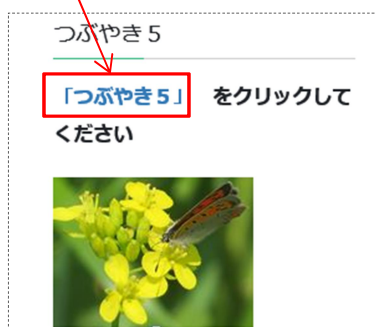 つぶやき５
「つぶやき５」　をクリックして
ください